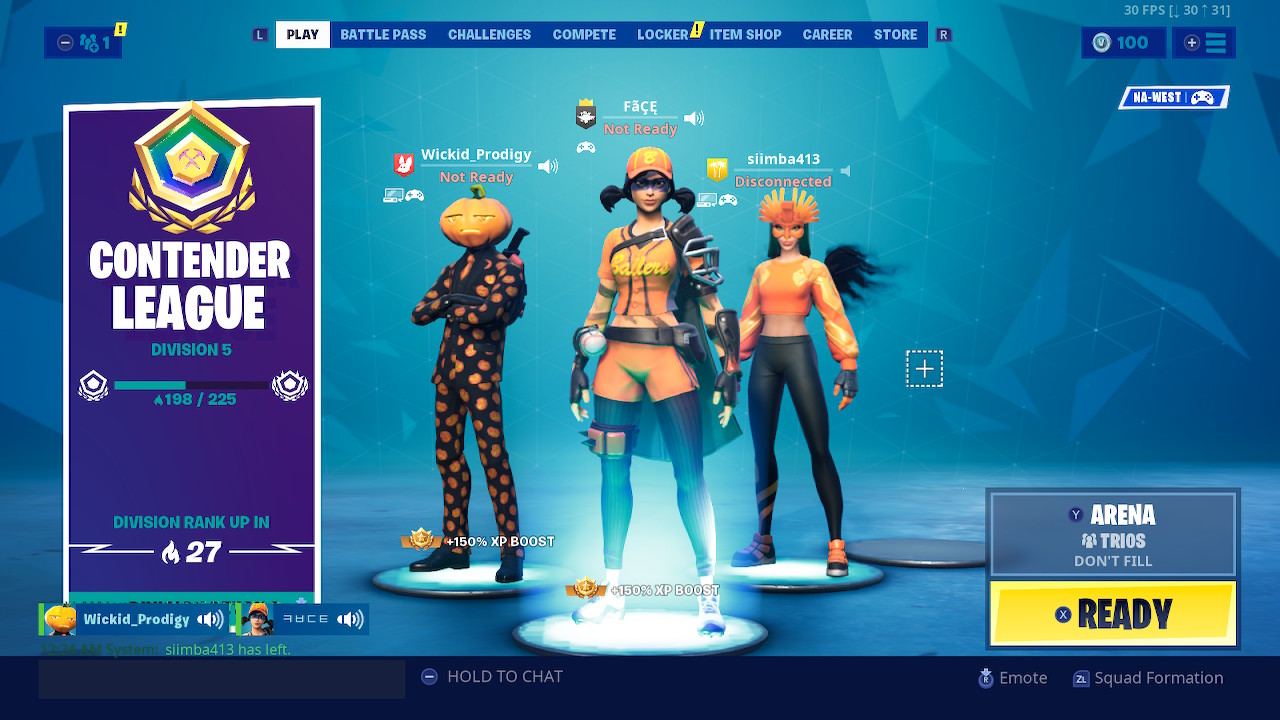 30 FPS [↓ 30 ↑ 31]
1
L PLAY BATTLE PASS CHALLENGES COMPETE LOCKER ITEM SHOP CAREER STORE R
100
NA-WEST
FãÇĘ
Not Ready
Wickid_Prodigy
Not Ready
siimba413
Disconnected
CONTENDER
LEAGUE
DIVISION 5
198 / 225
DIVISION RANK UP IN
27
+150% XP BOOST
+150% XP BOOST
Ballers
Y ARENA
TRIOS
DON'T FILL
X READY
Wickid_Prodigy
System: siimba413 has left.
HOLD TO CHAT
R Emote
ZL Squad Formation